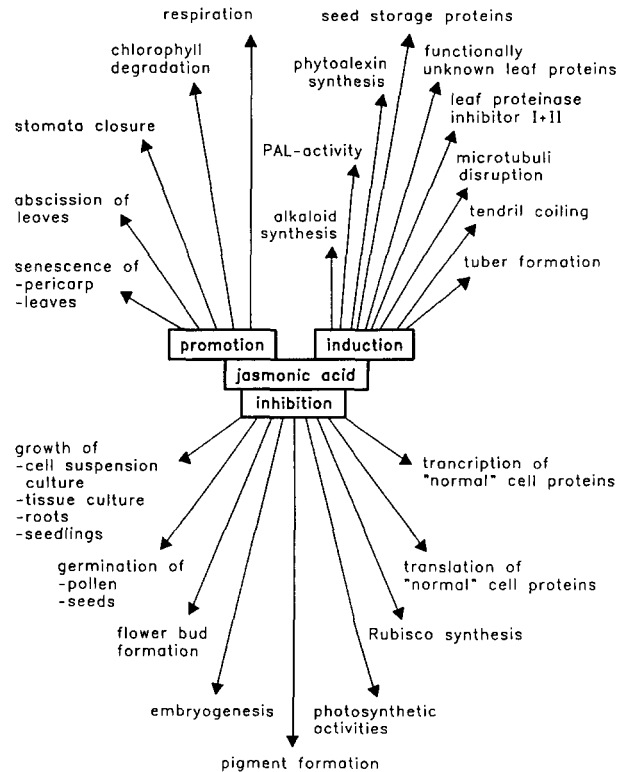 respiration
seed storage proteins
chlorophyll
degradation
phytoalexin
synthesis
functionally
unknown leaf proteins
leaf proteinase
inhibitor I+II
stomata closure
PAL-activity
microtubuli
disruption
abscission of
leaves
alkaloid
synthesis
tendril coiling
senescence of
-pericarp
-leaves
tuber formation
promotion
induction
jasmonic acid
inhibition
growth of
-cell suspension
culture
-tissue culture
-roots
-seedlings
trancription of
"normal" cell proteins
germination of
-pollen
-seeds
translation of
"normal" cell proteins
flower bud
formation
Rubisco synthesis
embryogenesis
photosynthetic
activities
pigment formation